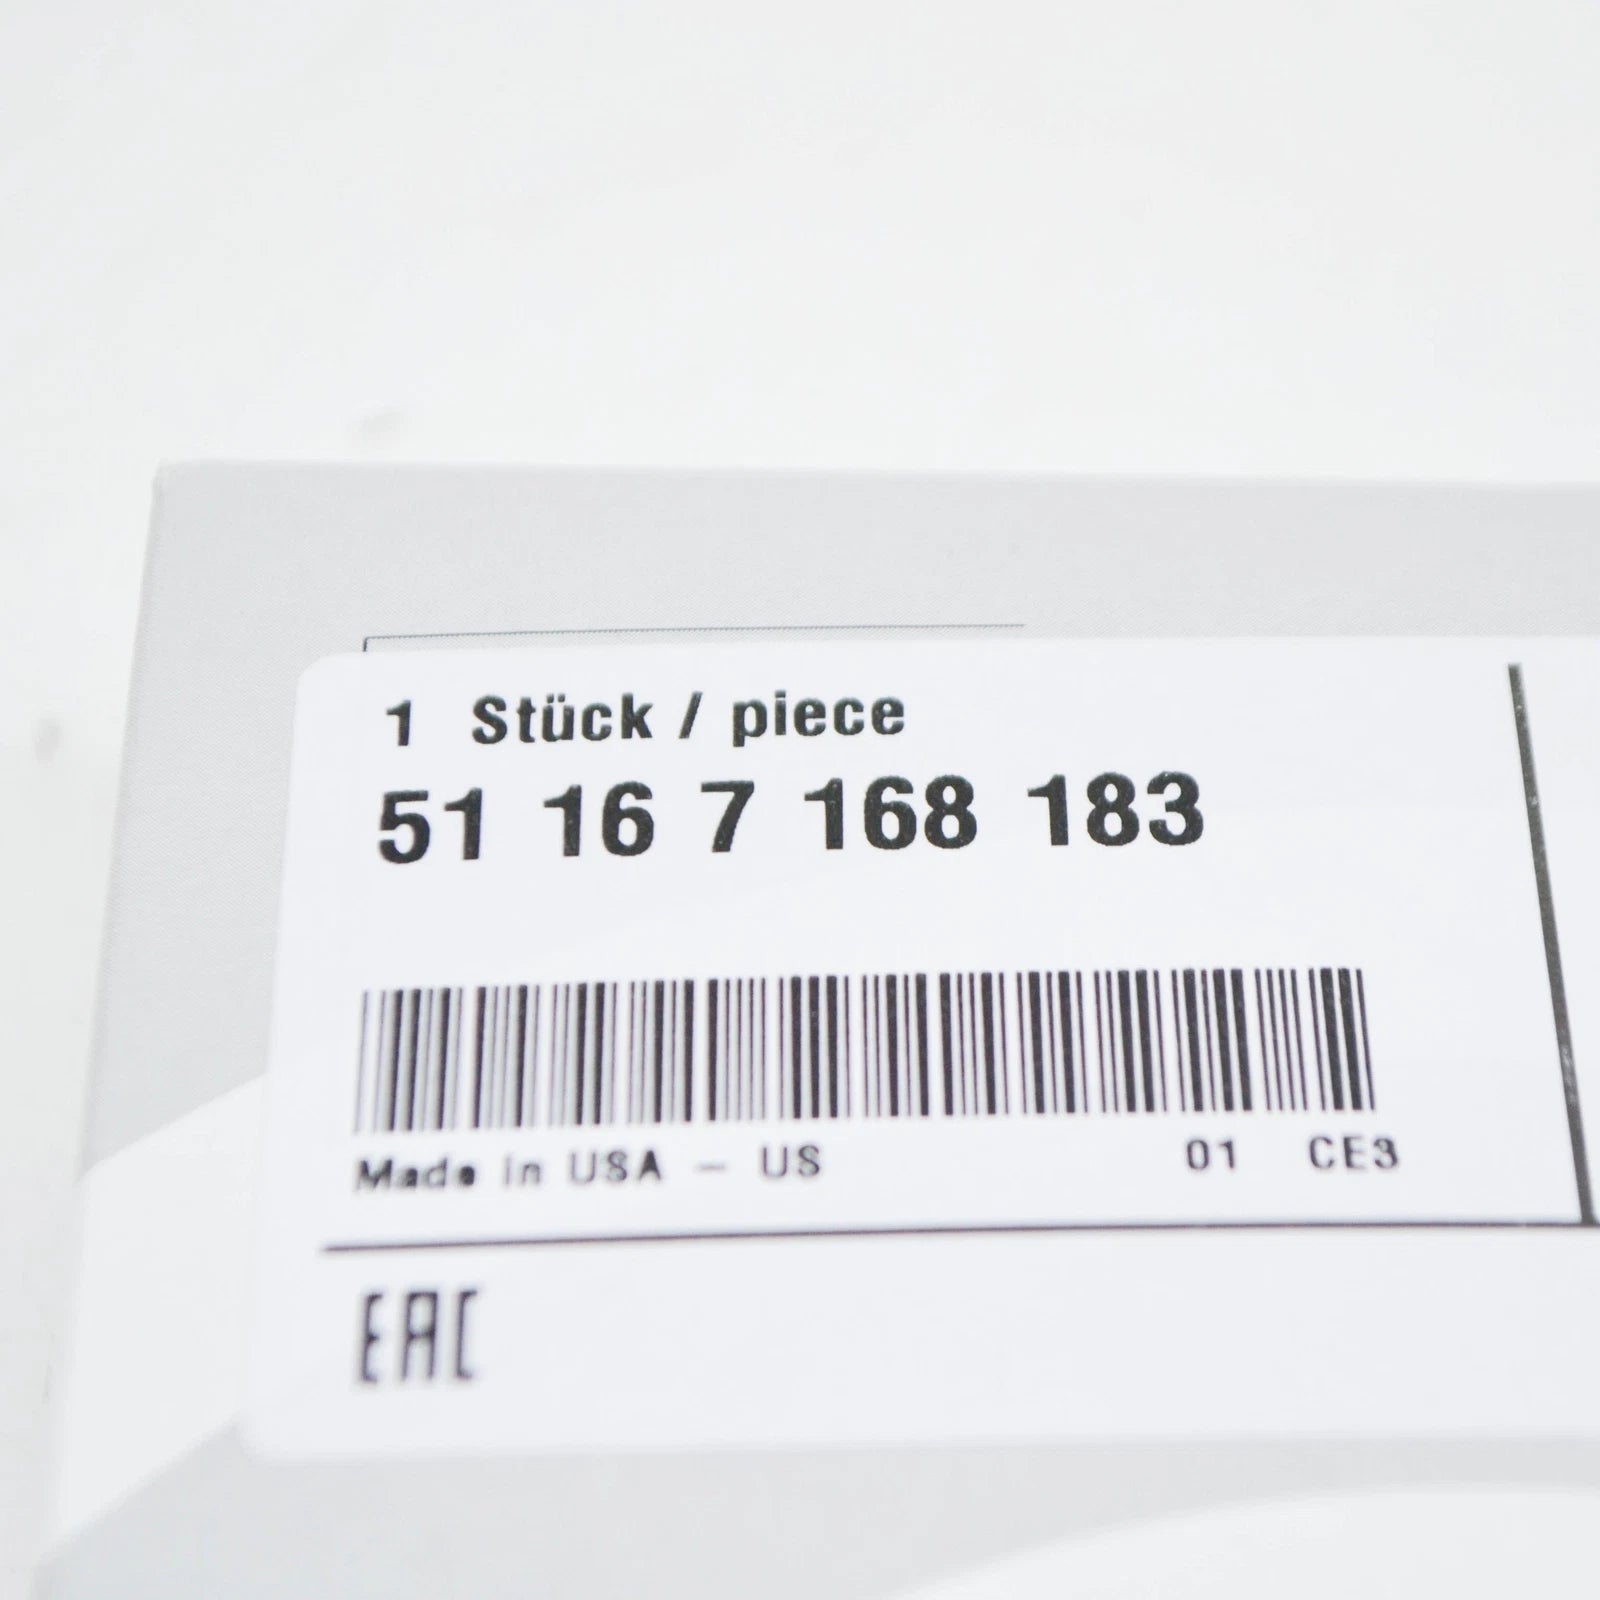 1 Stück / piece
51 16 7 168 183
Made in USA – US 01 CE3
EAC